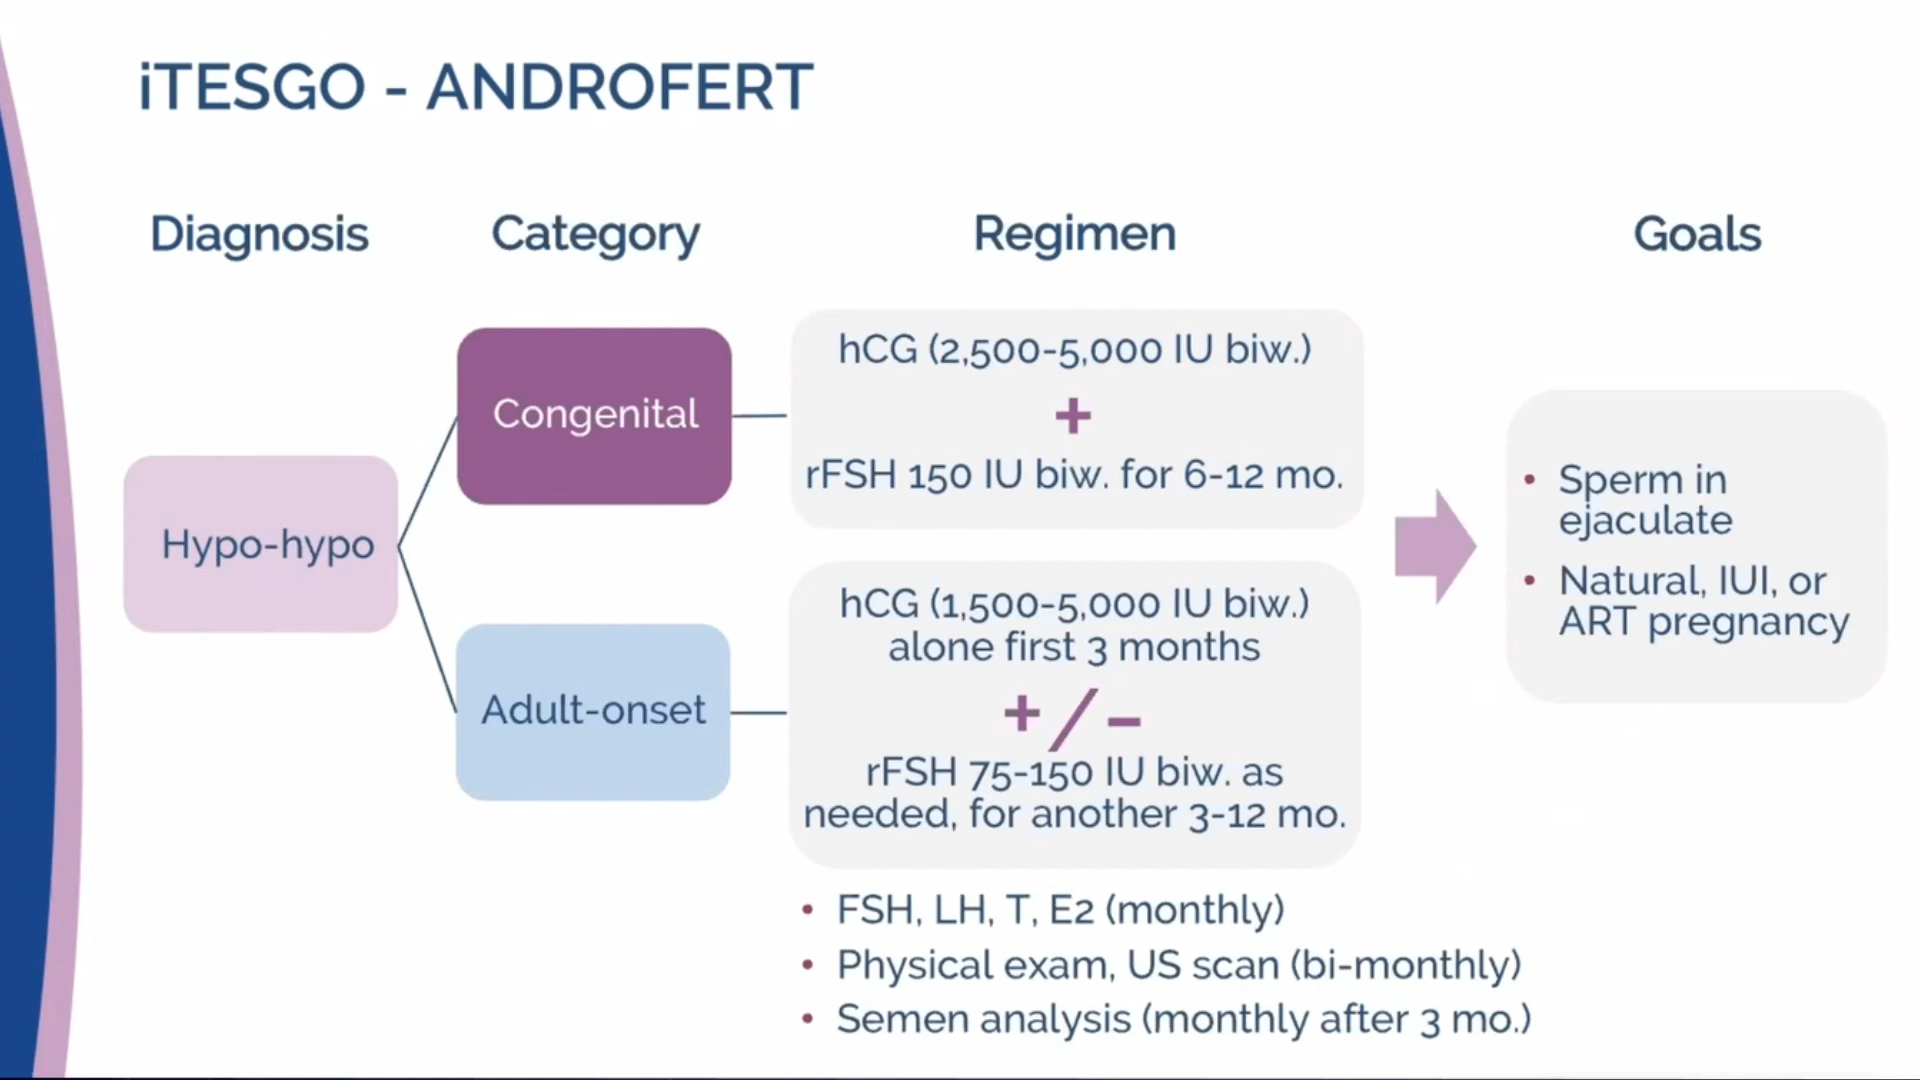 iTESGO - ANDROFERT
Diagnosis
Category
Regimen
Goals
Hypo-hypo
Congenital
hCG (2,500-5,000 IU biw.)
+
rFSH 150 IU biw. for 6-12 mo.
Adult-onset
hCG (1,500-5,000 IU biw.)
alone first 3 months
+/-
rFSH 75-150 IU biw. as
needed, for another 3-12 mo.
• Sperm in
ejaculate
• Natural, IUI, or
ART pregnancy
• FSH, LH, T, E2 (monthly)
• Physical exam, US scan (bi-monthly)
• Semen analysis (monthly after 3 mo.)